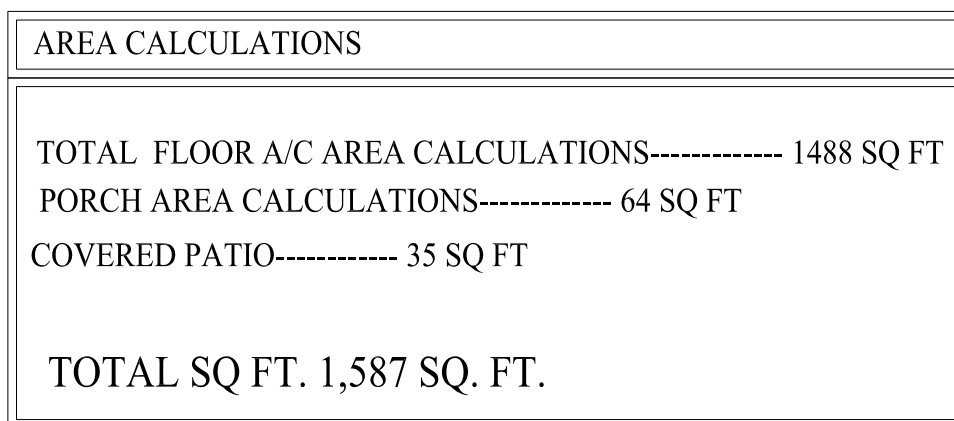 AREA CALCULATIONS
TOTAL FLOOR A/C AREA CALCULATIONS------------- 1488 SQ FT
PORCH AREA CALCULATIONS------------- 64 SQ FT
COVERED PATIO------------ 35 SQ FT
TOTAL SQ FT. 1,587 SQ. FT.